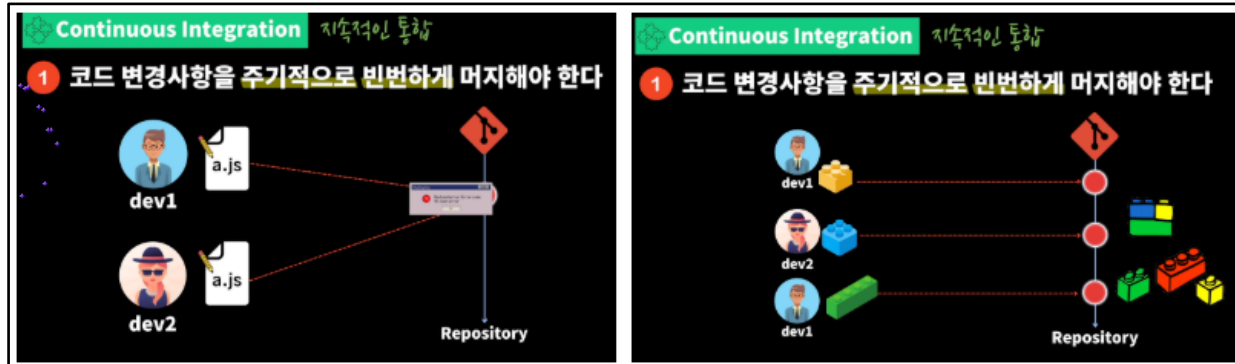 Continuous Integration 지속적인 통합
1 코드 변경사항을 주기적으로 빈번하게 머지해야 한다
a.js
dev1
a.js
dev2
Repository
Continuous Integration 지속적인 통합
1 코드 변경사항을 주기적으로 빈번하게 머지해야 한다
dev1
dev2
dev1
Repository